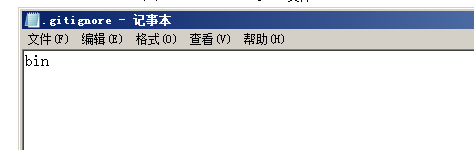 .gitignore - 记事本
文件(F) 编辑(E) 格式(O) 查看(V) 帮助(H)
bin